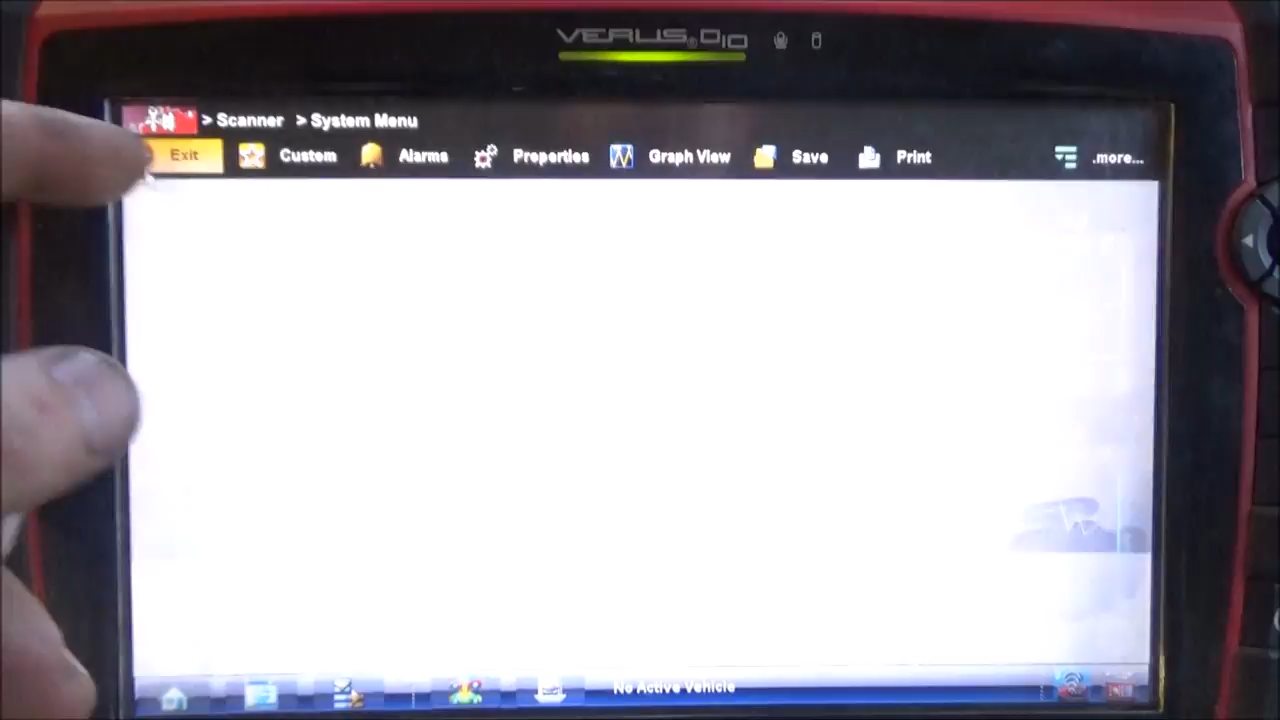 VERUS® D10
> Scanner > System Menu
Exit Custom Alarms Properties Graph View Save Print .more...
No Active Vehicle